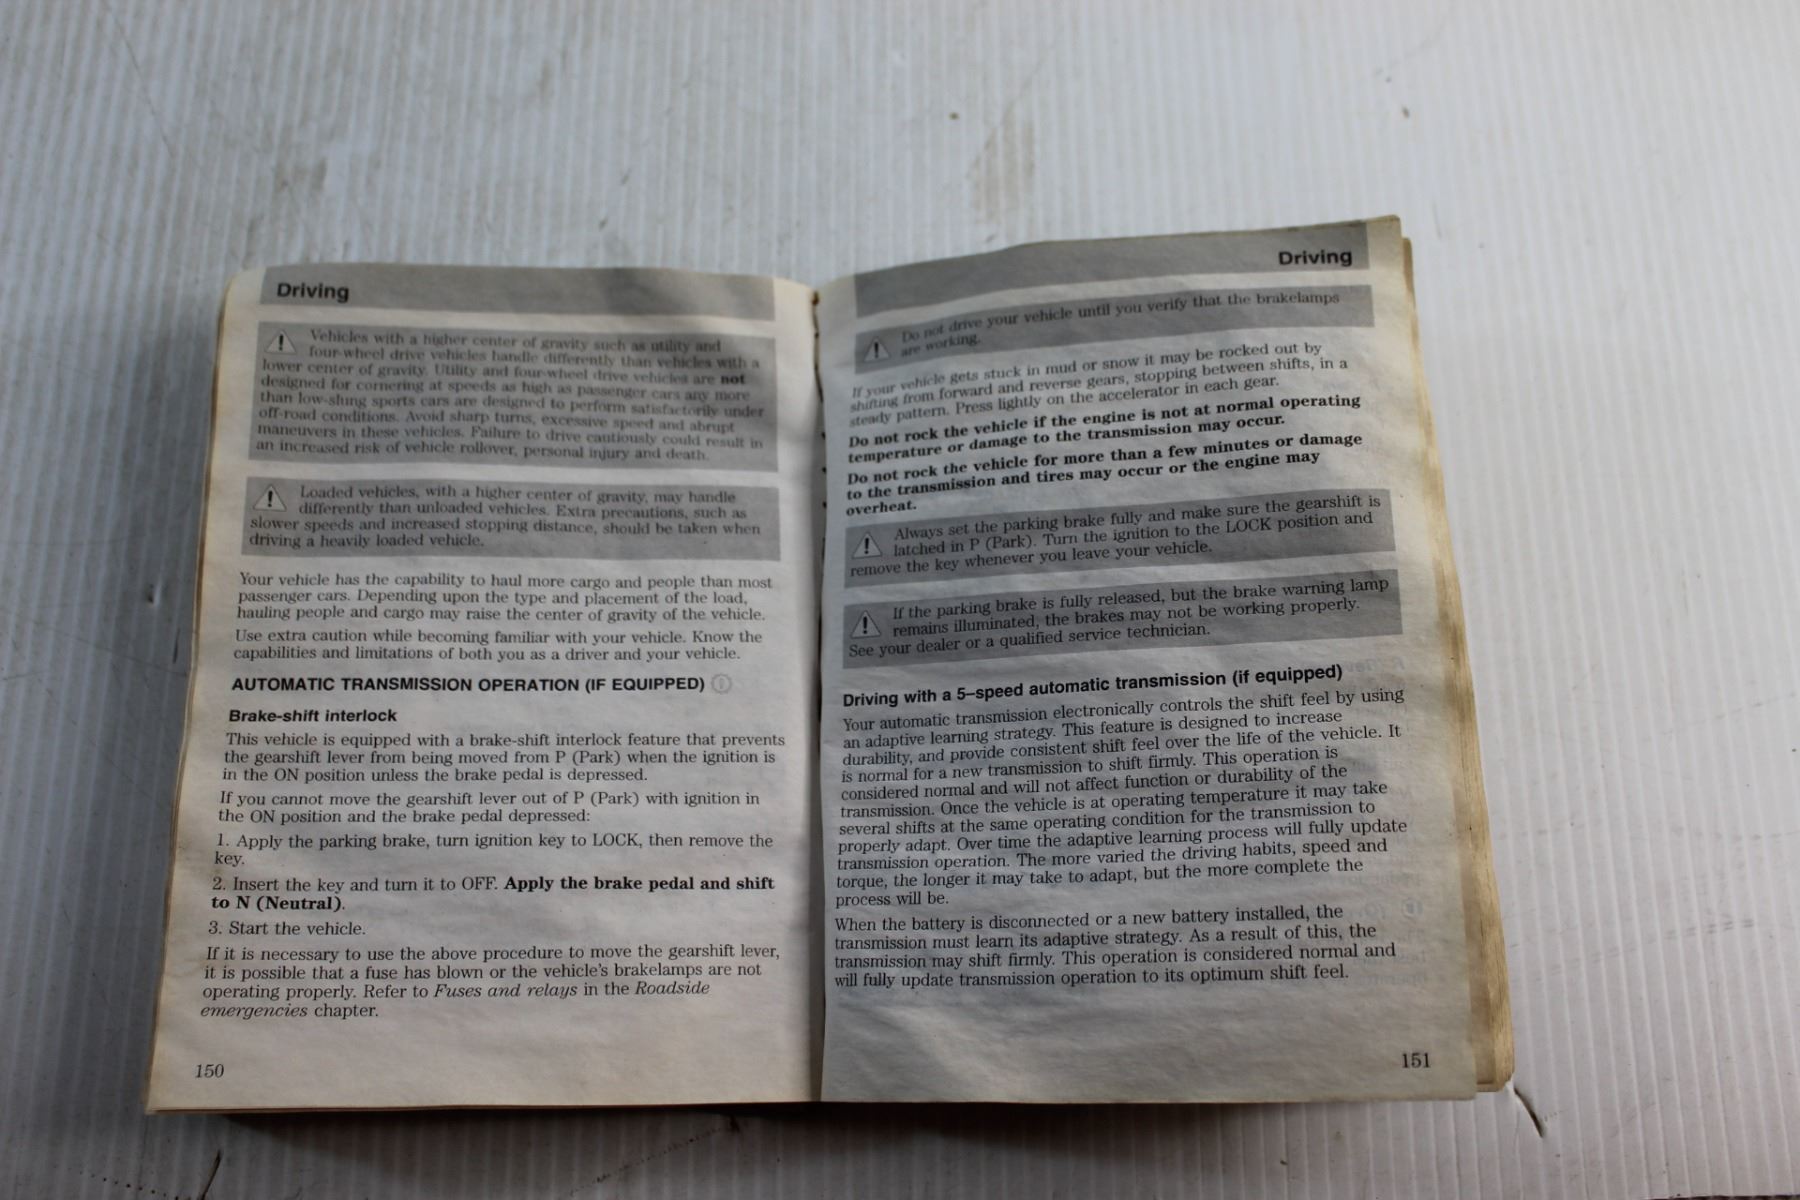 Driving
Vehicles with a higher center of gravity such as utility and
four-wheel drive vehicles handle differently than vehicles with a
lower center of gravity. Utility and four-wheel drive vehicles are not
designed for cornering at speeds as high as passenger cars any more
than low-slung sports cars are designed to perform satisfactorily under
off-road conditions. Avoid sharp turns, excessive speed and abrupt
maneuvers in these vehicles. Failure to drive cautiously could result in
an increased risk of vehicle rollover, personal injury and death.
Loaded vehicles, with a higher center of gravity, may handle
differently than unloaded vehicles. Extra precautions, such as
slower speeds and increased stopping distance, should be taken when
driving a heavily loaded vehicle.
Your vehicle has the capability to haul more cargo and people than most
passenger cars. Depending upon the type and placement of the load,
hauling people and cargo may raise the center of gravity of the vehicle.
Use extra caution while becoming familiar with your vehicle. Know the
capabilities and limitations of both you as a driver and your vehicle.
AUTOMATIC TRANSMISSION OPERATION (IF EQUIPPED)
Brake-shift interlock
This vehicle is equipped with a brake-shift interlock feature that prevents
the gearshift lever from being moved from P (Park) when the ignition is
in the ON position unless the brake pedal is depressed.
If you cannot move the gearshift lever out of P (Park) with ignition in
the ON position and the brake pedal depressed:
1. Apply the parking brake, turn ignition key to LOCK, then remove the
key.
2. Insert the key and turn it to OFF. Apply the brake pedal and shift
to N (Neutral).
3. Start the vehicle.
If it is necessary to use the above procedure to move the gearshift lever,
it is possible that a fuse has blown or the vehicle's brakelamps are not
operating properly. Refer to Fuses and relays in the Roadside
emergencies chapter.
150
Driving
Do not drive your vehicle until you verify that the brakelamps
are working.
If your vehicle gets stuck in mud or snow it may be rocked out by
shifting from forward and reverse gears, stopping between shifts, in a
steady pattern. Press lightly on the accelerator in each gear.
Do not rock the vehicle if the engine is not at normal operating
temperature or damage to the transmission may occur.
Do not rock the vehicle for more than a few minutes or damage
to the transmission and tires may occur or the engine may
overheat.
Always set the parking brake fully and make sure the gearshift is
latched in P (Park). Turn the ignition to the LOCK position and
remove the key whenever you leave your vehicle.
If the parking brake is fully released, but the brake warning lamp
remains illuminated, the brakes may not be working properly.
See your dealer or a qualified service technician.
Driving with a 5–speed automatic transmission (if equipped)
Your automatic transmission electronically controls the shift feel by using
an adaptive learning strategy. This feature is designed to increase
durability, and provide consistent shift feel over the life of the vehicle. It
is normal for a new transmission to shift firmly. This operation is
considered normal and will not affect function or durability of the
transmission. Once the vehicle is at operating temperature it may take
several shifts at the same operating condition for the transmission to
properly adapt. Over time the adaptive learning process will fully update
transmission operation. The more varied the driving habits, speed and
torque, the longer it may take to adapt, but the more complete the
process will be.
When the battery is disconnected or a new battery installed, the
transmission must learn its adaptive strategy. As a result of this, the
transmission may shift firmly. This operation is considered normal and
will fully update transmission operation to its optimum shift feel.
151